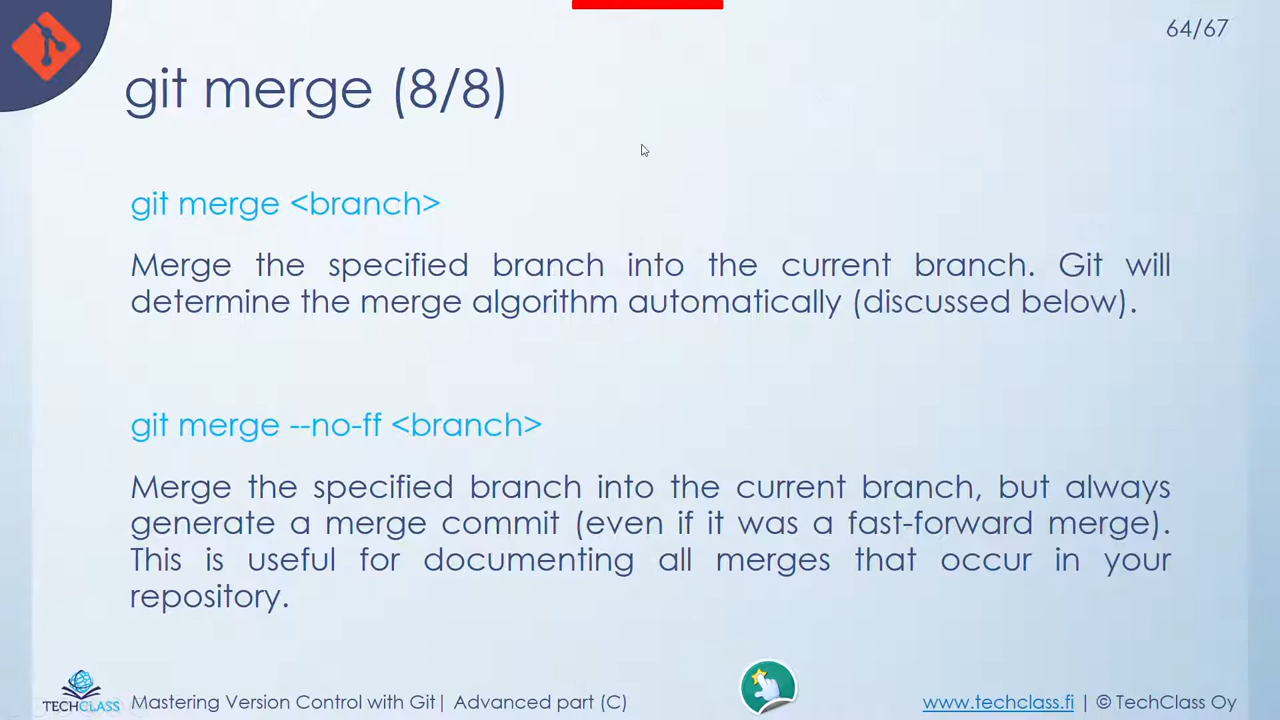 64/67
git merge (8/8)
git merge <branch>
Merge the specified branch into the current branch. Git will
determine the merge algorithm automatically (discussed below).
git merge --no-ff <branch>
Merge the specified branch into the current branch, but always
generate a merge commit (even if it was a fast-forward merge).
This is useful for documenting all merges that occur in your
repository.
TECHCLASS
Mastering Version Control with Git| Advanced part (C)
www.techclass.fi | © TechClass Oy